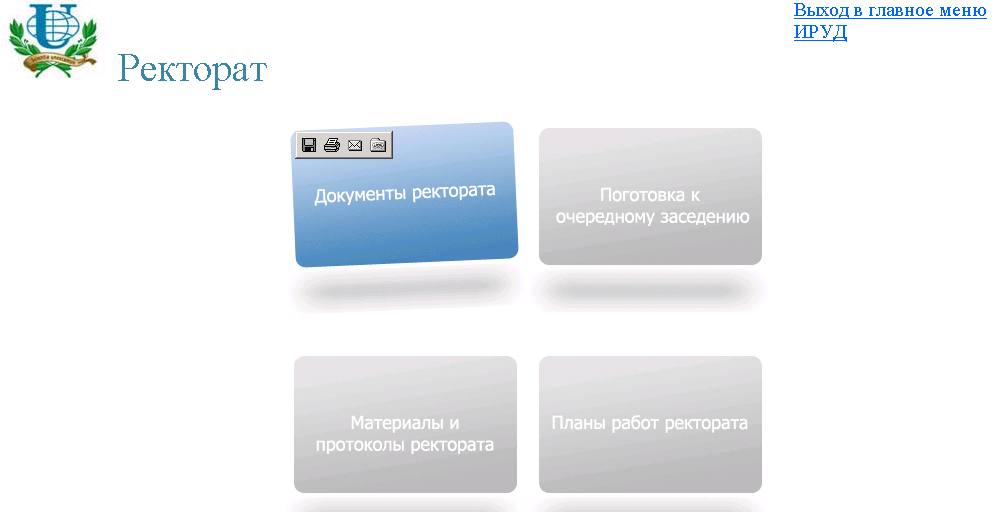 Выход в главное меню
ИРУД
Ректорат
Документы ректората
Поготовка к
очередному заседению
Материалы и
протоколы ректората
Планы работ ректората